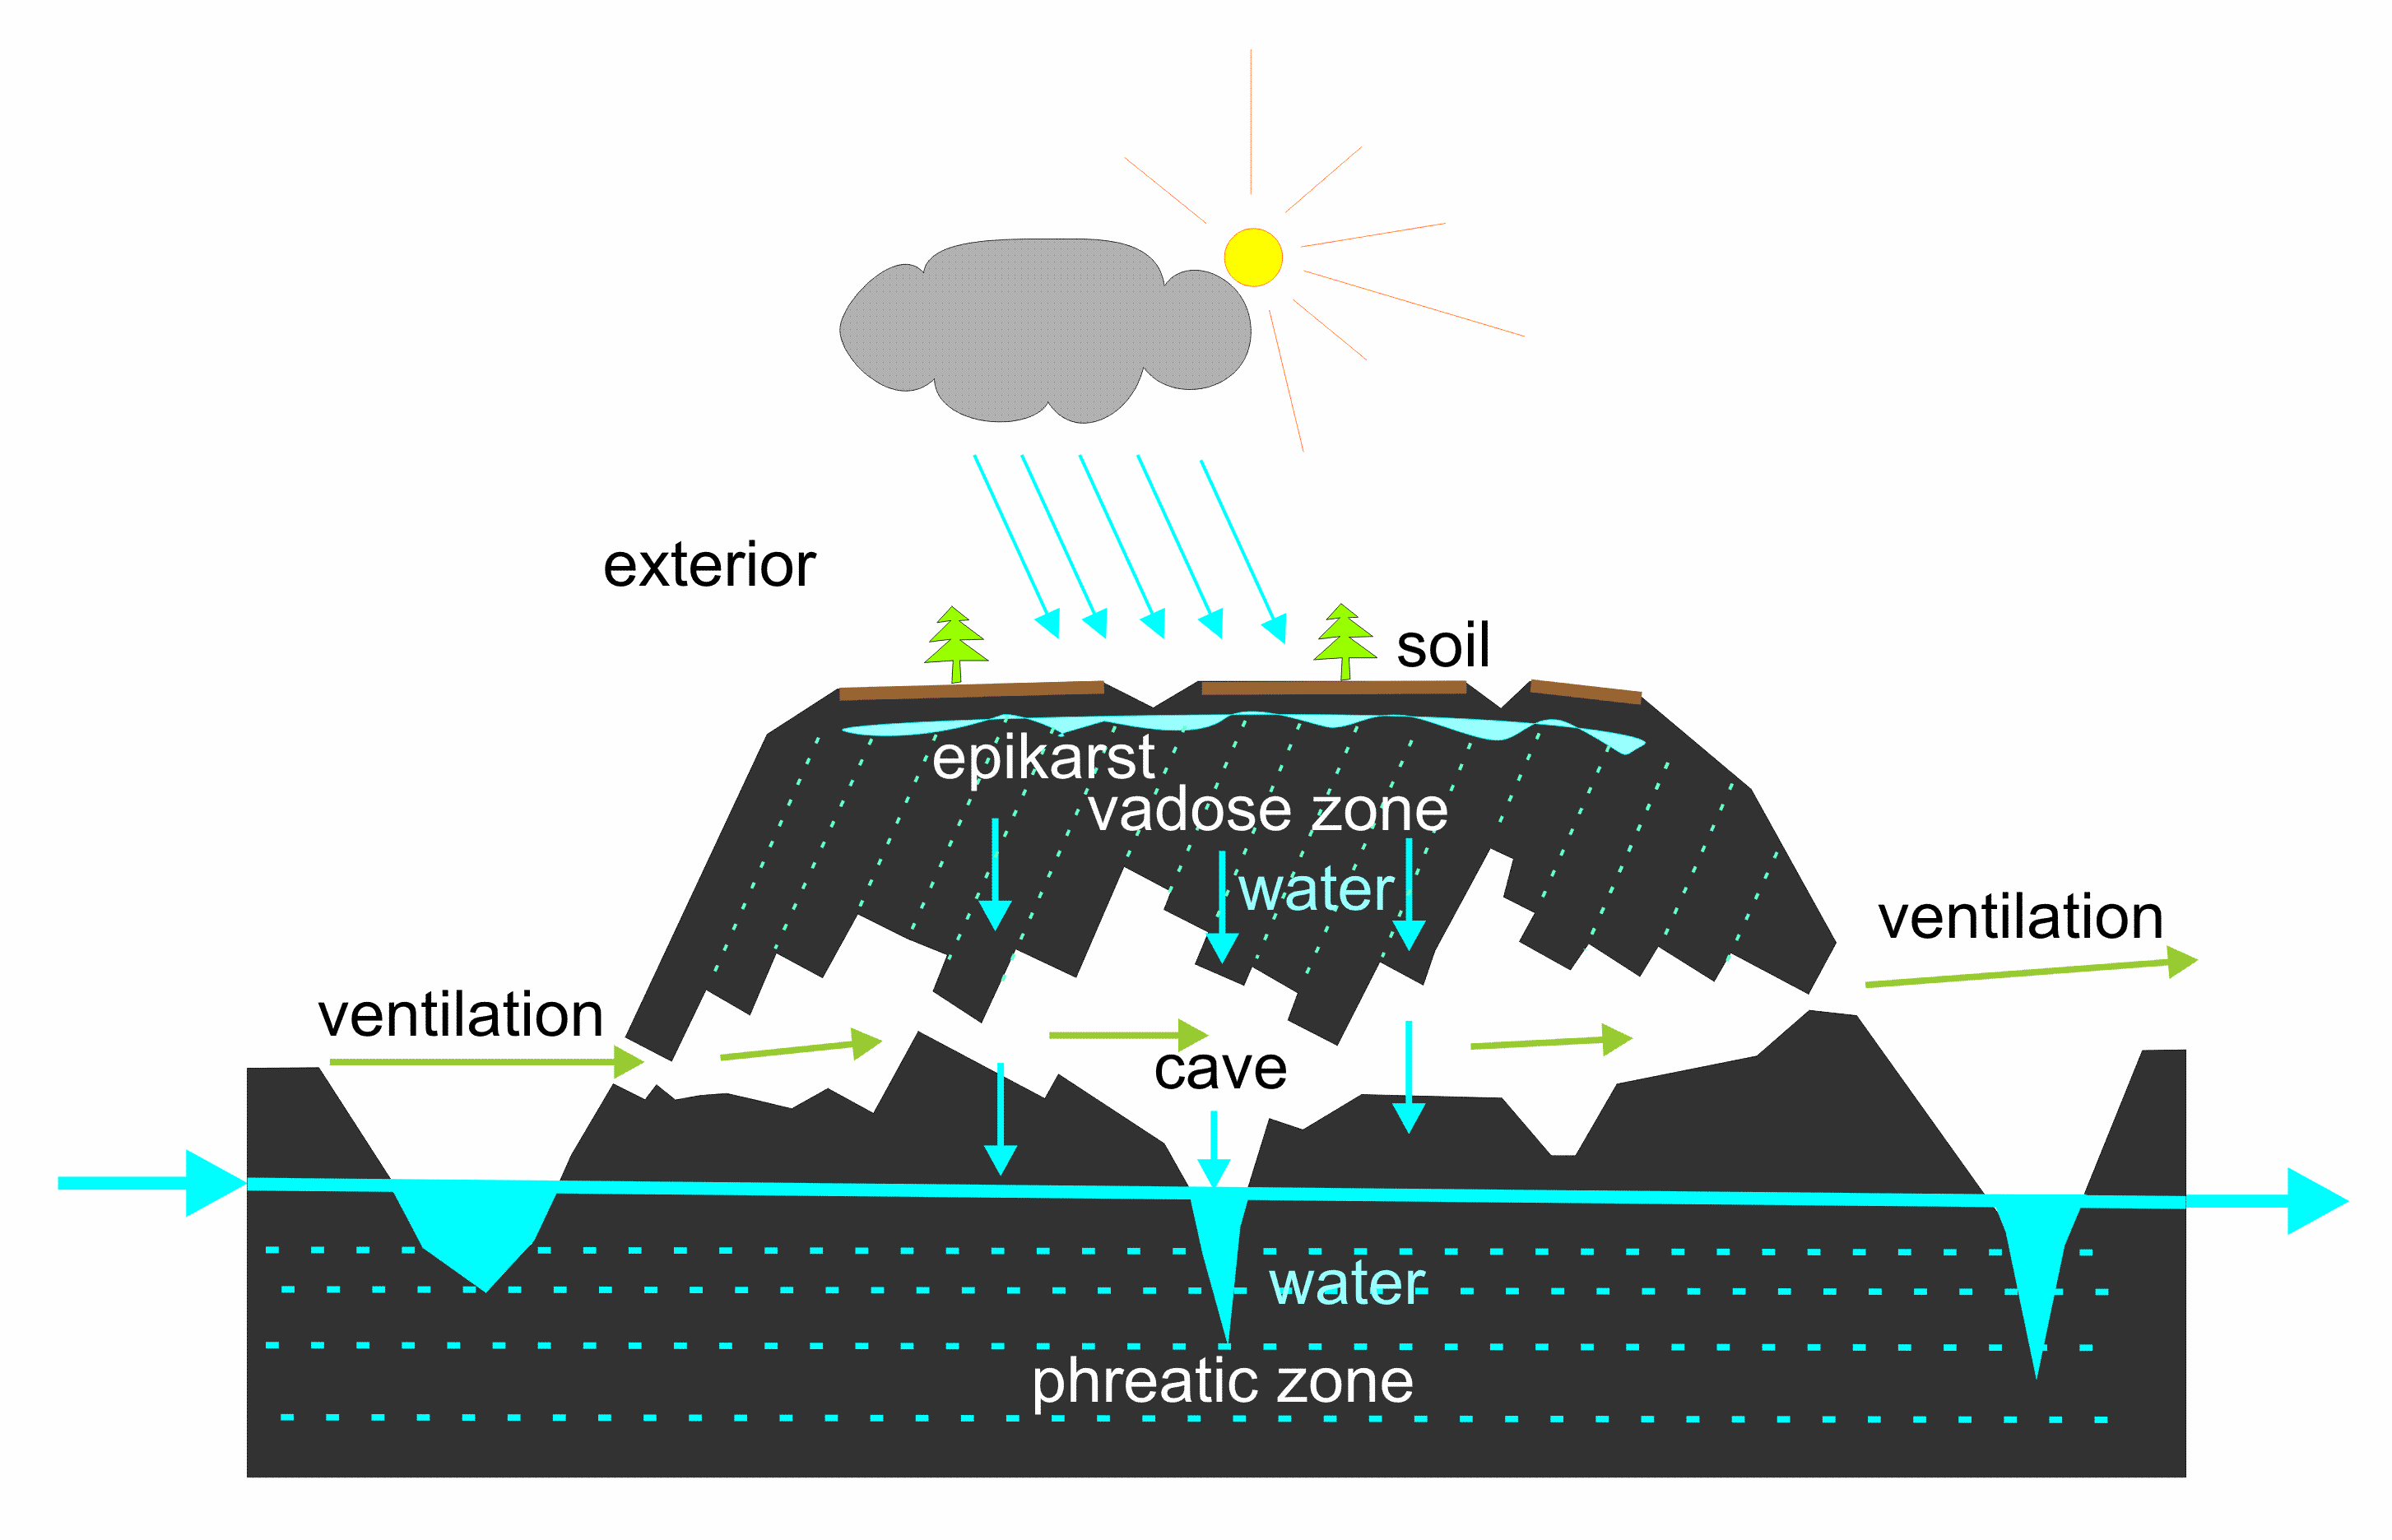 exterior
soil
epikarst
vadose zone
water
ventilation
ventilation
cave
water
phreatic zone